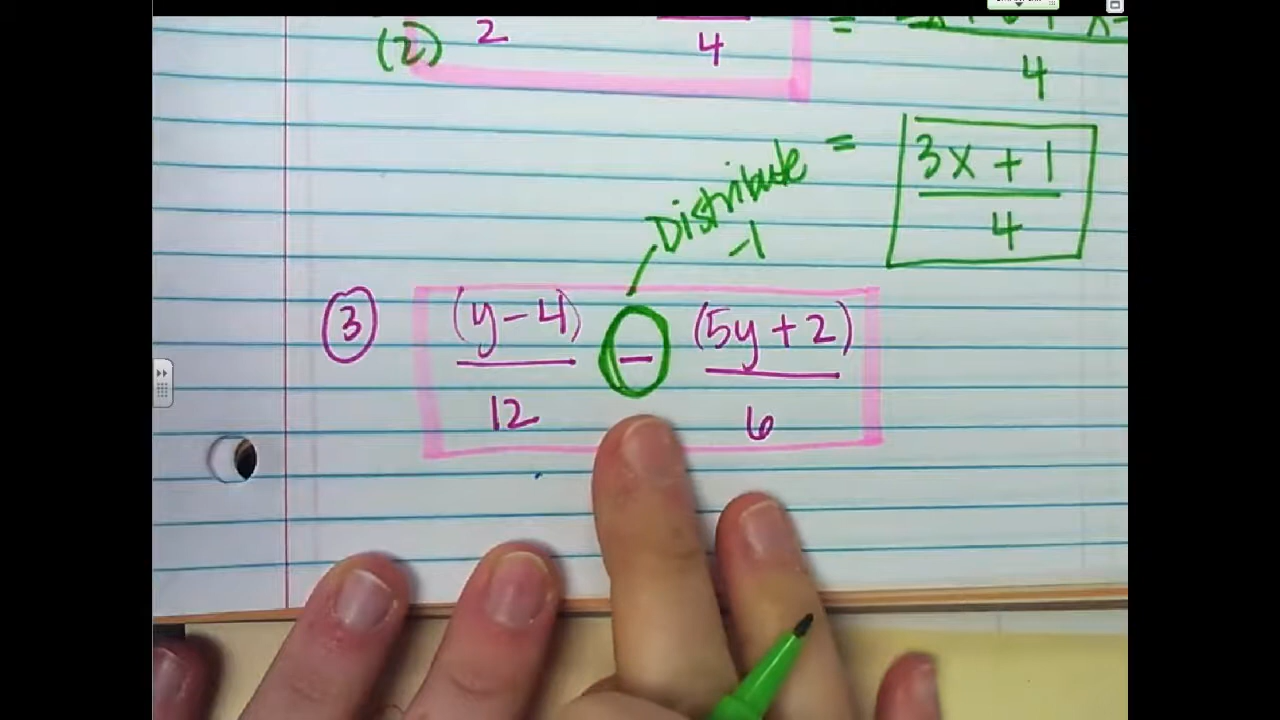 (2) 2 4 =
4
Distribute =
-1
3x + 1
4
③ (y-4) - (5y+2)
12 6